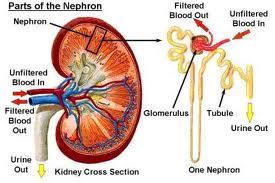 Parts of the Nephron
Nephron
Unfiltered
Blood In
Filtered
Blood
Out
Urine
Out
Kidney Cross Section
Filtered
Blood Out
Unfiltered
Blood In
Glomerulus
Tubule
Urine Out
One Nephron